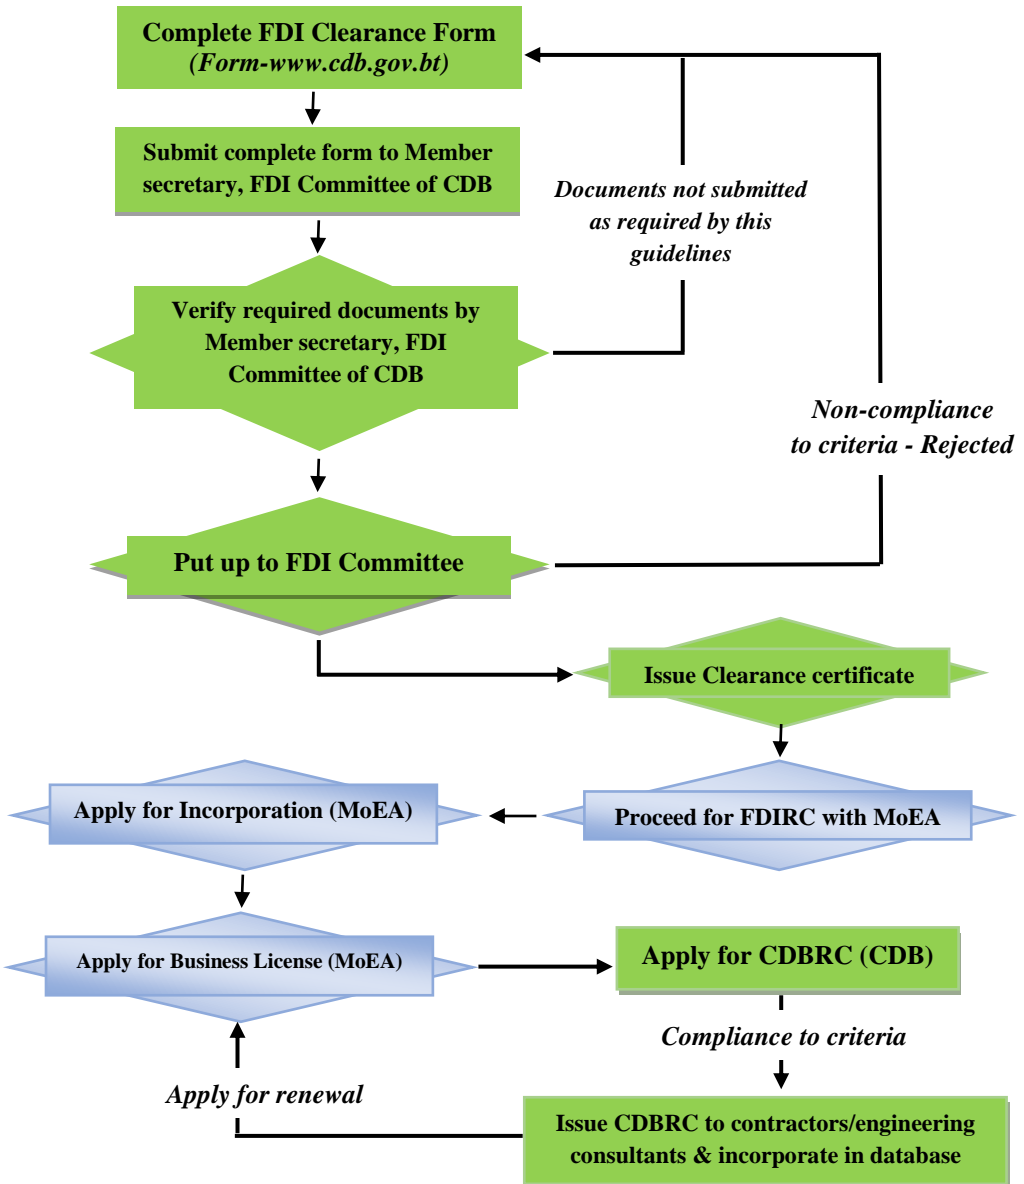 Complete FDI Clearance Form
(Form-www.cdb.gov.bt)
Submit complete form to Member
secretary, FDI Committee of CDB
Documents not submitted
as required by this
guidelines
Verify required documents by
Member secretary, FDI
Committee of CDB
Non-compliance
to criteria - Rejected
Put up to FDI Committee
Issue Clearance certificate
Apply for Incorporation (MoEA)
Proceed for FDIRC with MoEA
Apply for Business License (MoEA)
Apply for CDBRC (CDB)
Compliance to criteria
Apply for renewal
Issue CDBRC to contractors/engineering
consultants & incorporate in database